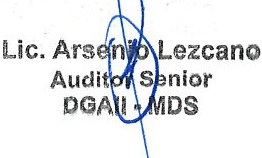 Lic. Arsenio Lezcano
Auditor Senior
DGAII - MDS